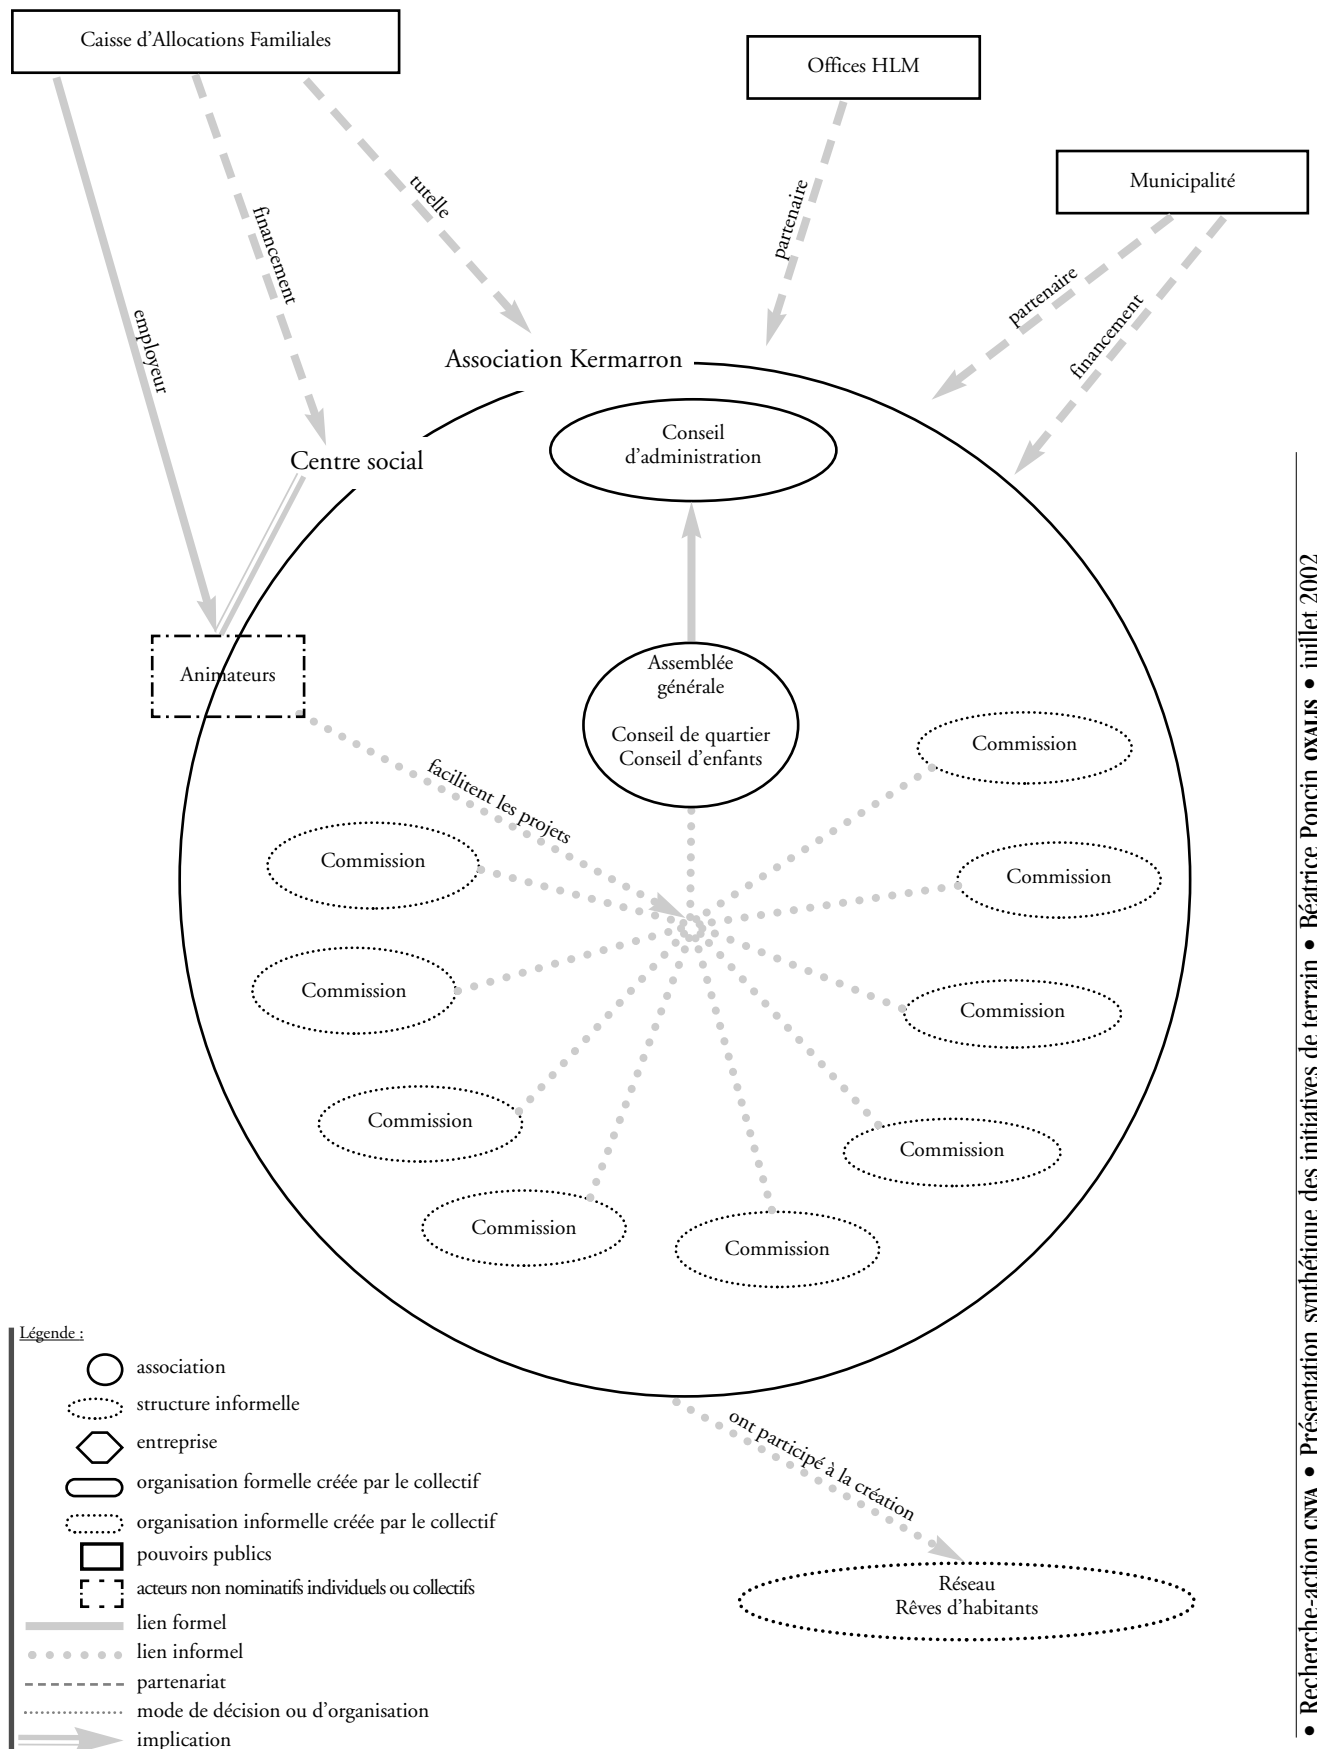 Caisse d'Allocations Familiales
Offices HLM
Municipalité
tutelle
partenaire
financement
partenaire
financement
employeur
Association Kermarron
Conseil
d'administration
Centre social
Assemblée
générale
Animateurs
Conseil de quartier
Conseil d'enfants
Commission
facilitent les projets
Commission
Commission
Commission
Commission
Commission
Commission
Commission
Commission
Légende :
association
structure informelle
entreprise
organisation formelle créée par le collectif
organisation informelle créée par le collectif
pouvoirs publics
acteurs non nominatifs individuels ou collectifs
lien formel
lien informel
partenariat
mode de décision ou d'organisation
implication
ont participé à la création
Réseau
Rêves d'habitants
• Recherche-action CNVA • Présentation synthétique des initiatives de terrain • Béatrice Poncin OXALIS • juillet 2002